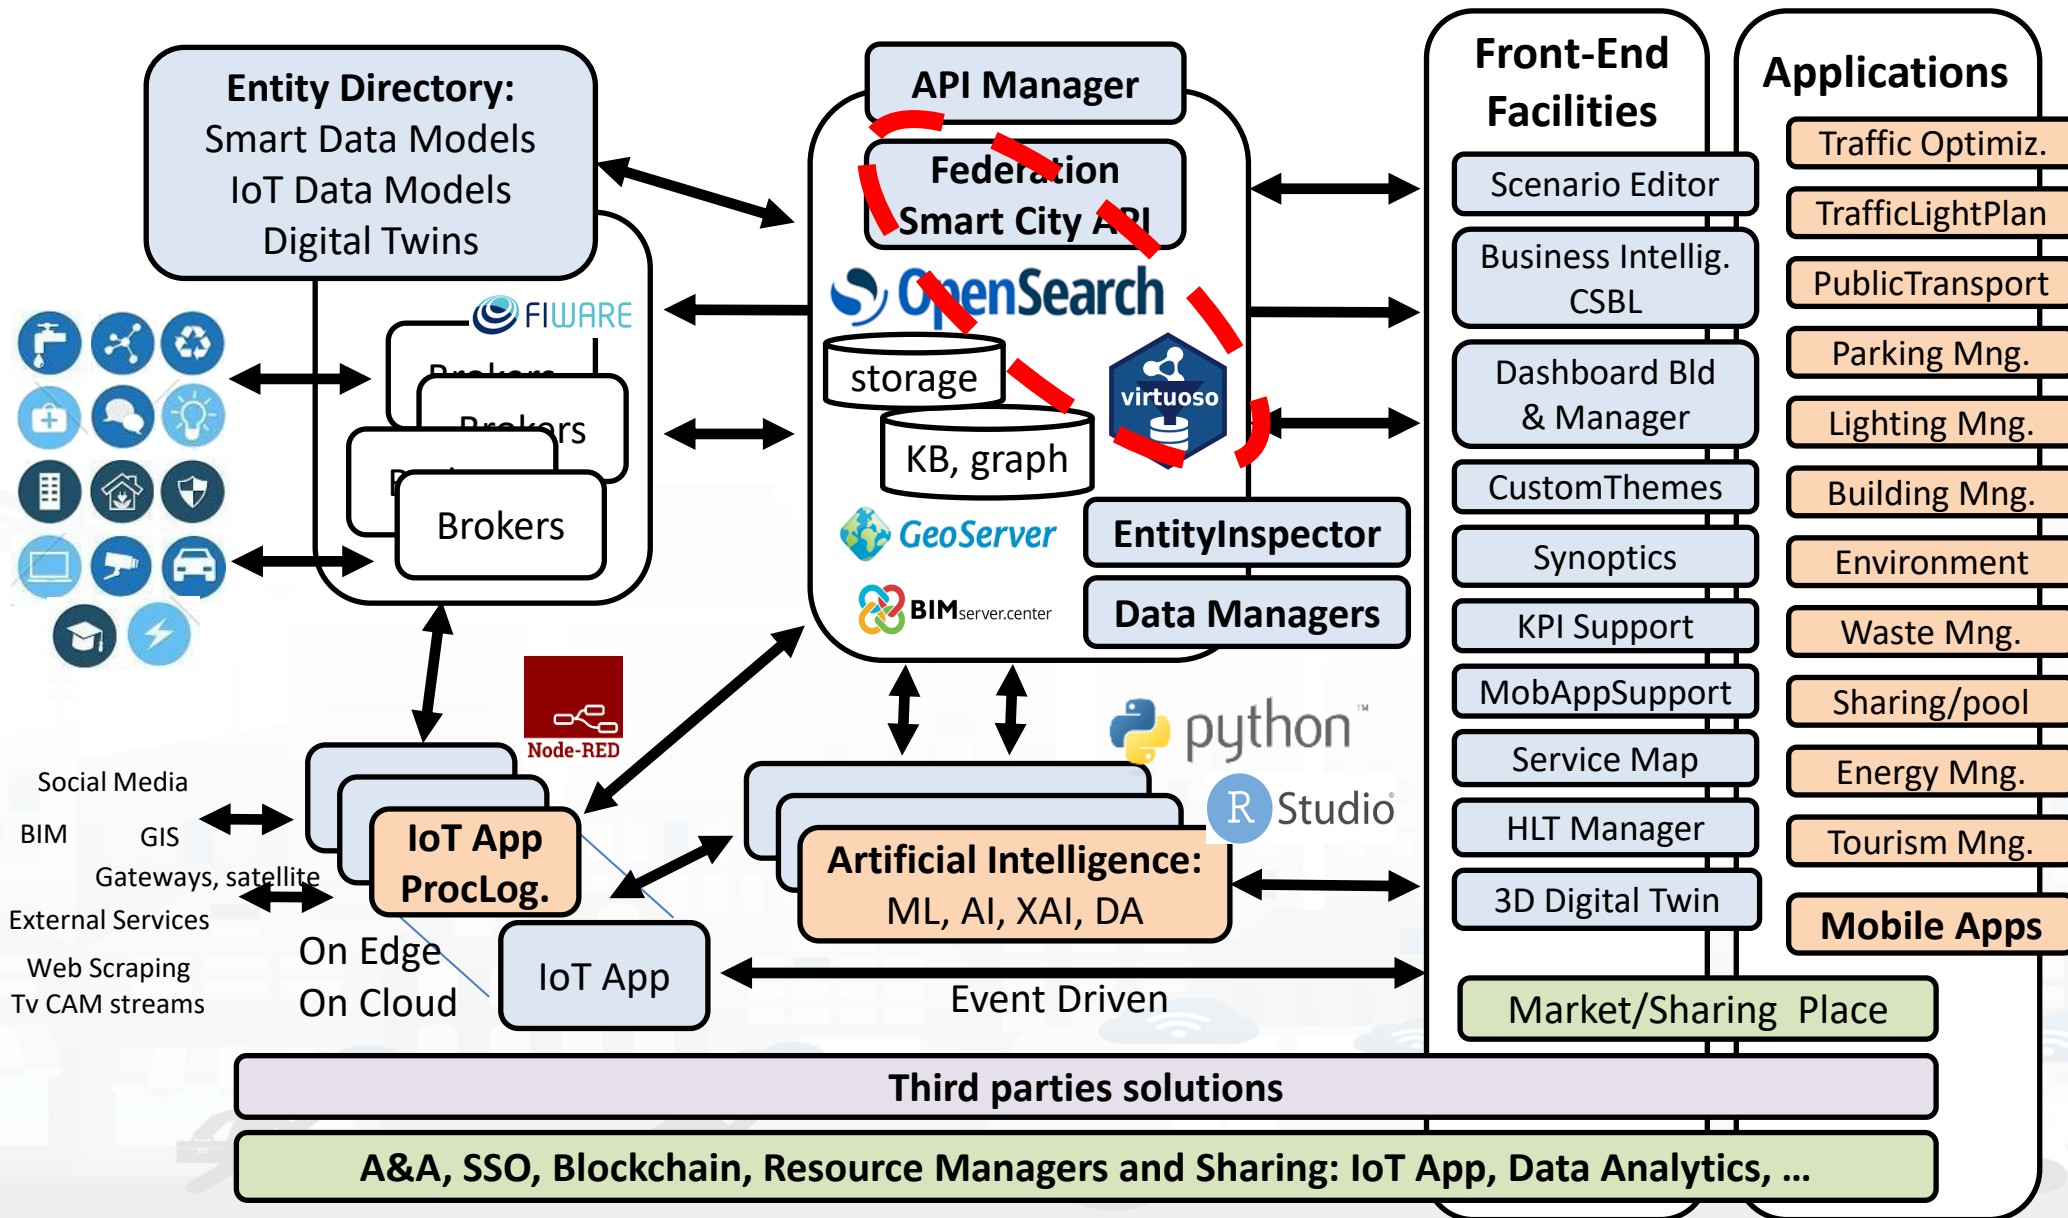 Entity Directory:
Smart Data Models
IoT Data Models
Digital Twins
FIWARE
Brokers
Brokers
Brokers
API Manager
Federation
Smart City API
OpenSearch
storage
virtuoso
KB, graph
GeoServer
EntityInspector
BIMserver.center
Data Managers
Node-RED
python™
R Studio®
Social Media
BIM
GIS
Gateways, satellite
External Services
Web Scraping
Tv CAM streams
IoT App
ProcLog.
On Edge
On Cloud
IoT App
Artificial Intelligence:
ML, AI, XAI, DA
Event Driven
Front-End
Facilities
Scenario Editor
Business Intellig.
CSBL
Dashboard Bld
& Manager
CustomThemes
Synoptics
KPI Support
MobAppSupport
Service Map
HLT Manager
3D Digital Twin
Applications
Traffic Optimiz.
TrafficLightPlan
PublicTransport
Parking Mng.
Lighting Mng.
Building Mng.
Environment
Waste Mng.
Sharing/pool
Energy Mng.
Tourism Mng.
Mobile Apps
Market/Sharing Place
Third parties solutions
A&A, SSO, Blockchain, Resource Managers and Sharing: IoT App, Data Analytics, ...